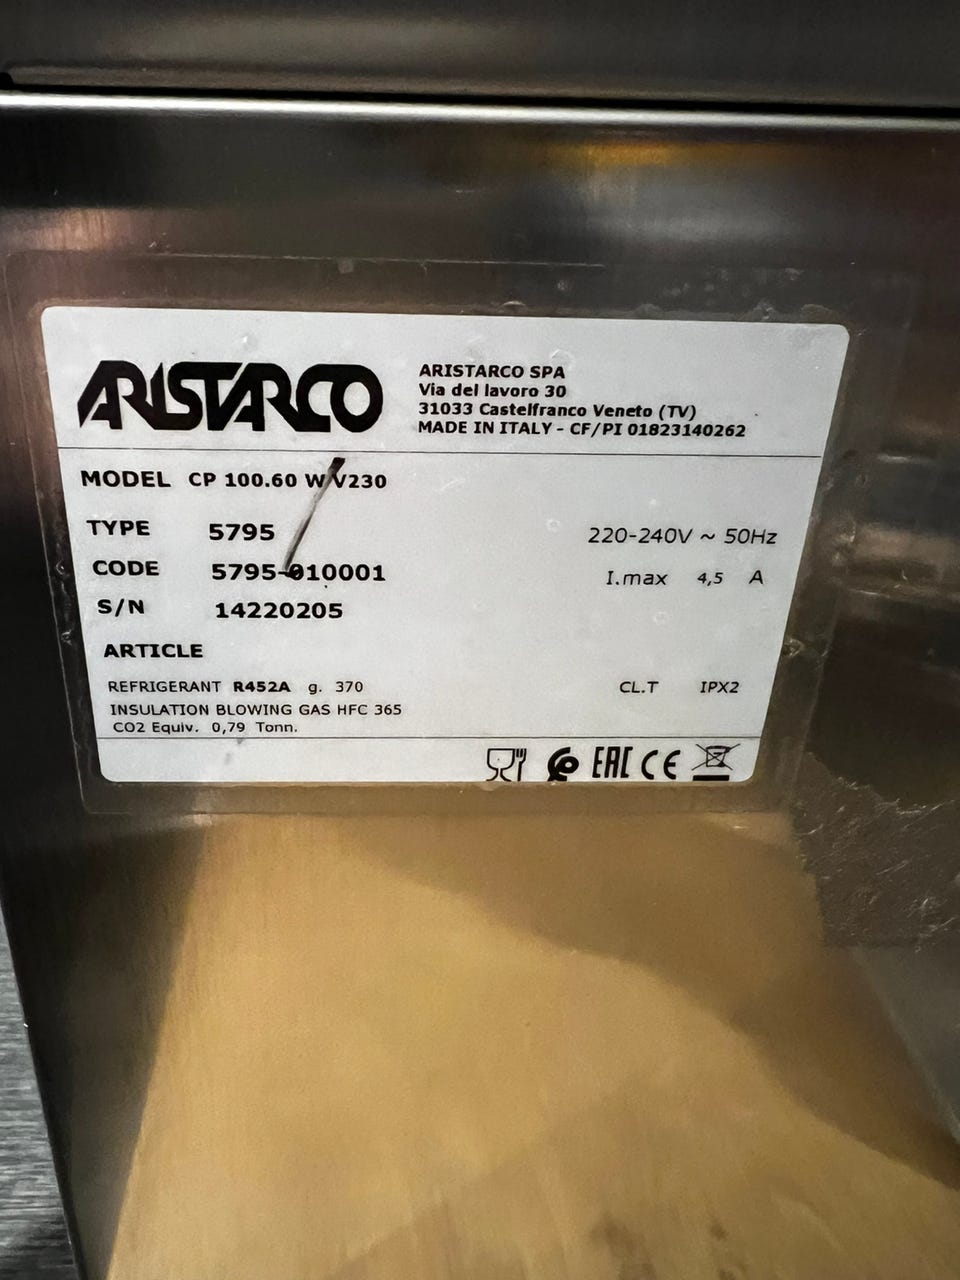 ARISTARCO
ARISTARCO SPA
Via del lavoro 30
31033 Castelfranco Veneto (TV)
MADE IN ITALY - CF/PI 01823140262
MODEL CP 100.60 W V230
TYPE 5795
220-240V ~ 50Hz
CODE 5795-010001
I.max 4,5 A
S/N 14220205
ARTICLE
REFRIGERANT R452A g. 370
CL.T IPX2
INSULATION BLOWING GAS HFC 365
CO2 Equiv. 0,79 Tonn.
EAC CE